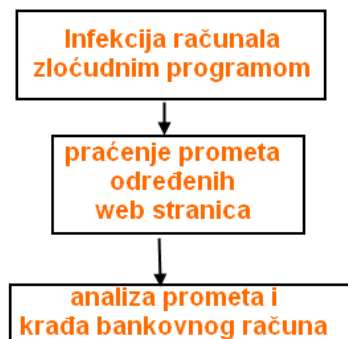 Infekcija računala
zloćudnim programom
praćenje prometa
određenih
web stranica
analiza prometa i
krađa bankovnog računa